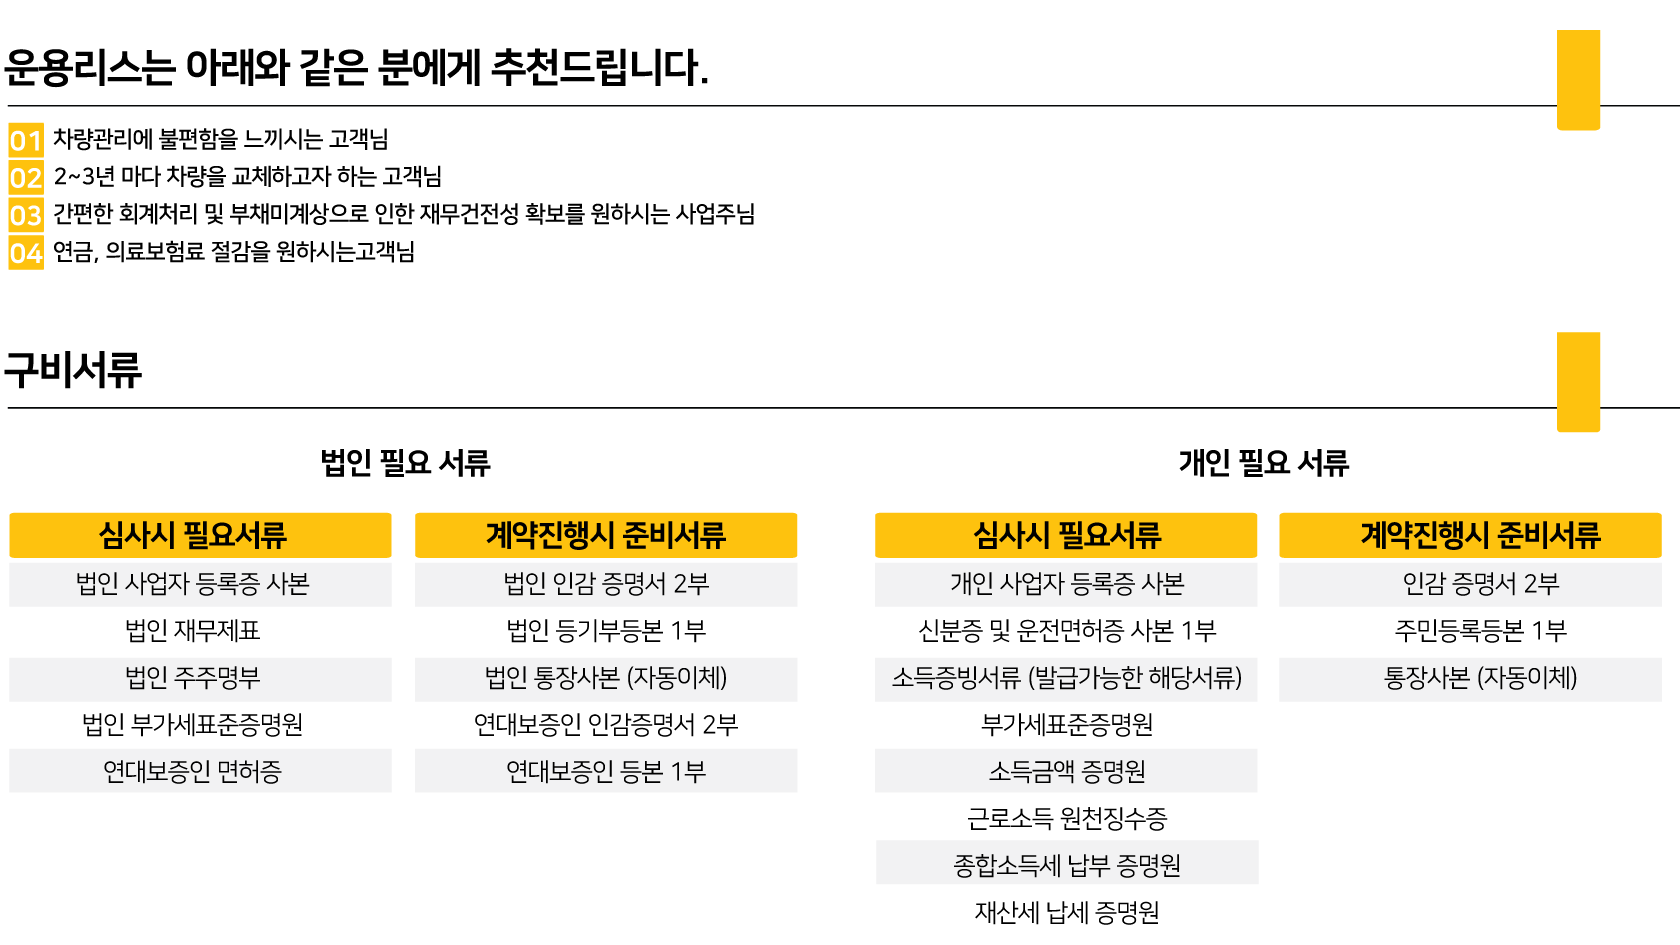 운용리스는 아래와 같은 분에게 추천드립니다.
01 차량관리에 불편함을 느끼시는 고객님
02 2~3년 마다 차량을 교체하고자 하는 고객님
03 간편한 회계처리 및 부채미계상으로 인한 재무건전성 확보를 원하시는 사업주님
04 연금, 의료보험료 절감을 원하시는고객님
구비서류
법인 필요 서류
심사시 필요서류
법인 사업자 등록증 사본
법인 재무제표
법인 주주명부
법인 부가세표준증명원
연대보증인 면허증
계약진행시 준비서류
법인 인감 증명서 2부
법인 등기부등본 1부
법인 통장사본 (자동이체)
연대보증인 인감증명서 2부
연대보증인 등본 1부
개인 필요 서류
심사시 필요서류
개인 사업자 등록증 사본
신분증 및 운전면허증 사본 1부
소득증빙서류 (발급가능한 해당서류)
부가세표준증명원
소득금액 증명원
근로소득 원천징수증
종합소득세 납부 증명원
재산세 납세 증명원
계약진행시 준비서류
인감 증명서 2부
주민등록등본 1부
통장사본 (자동이체)